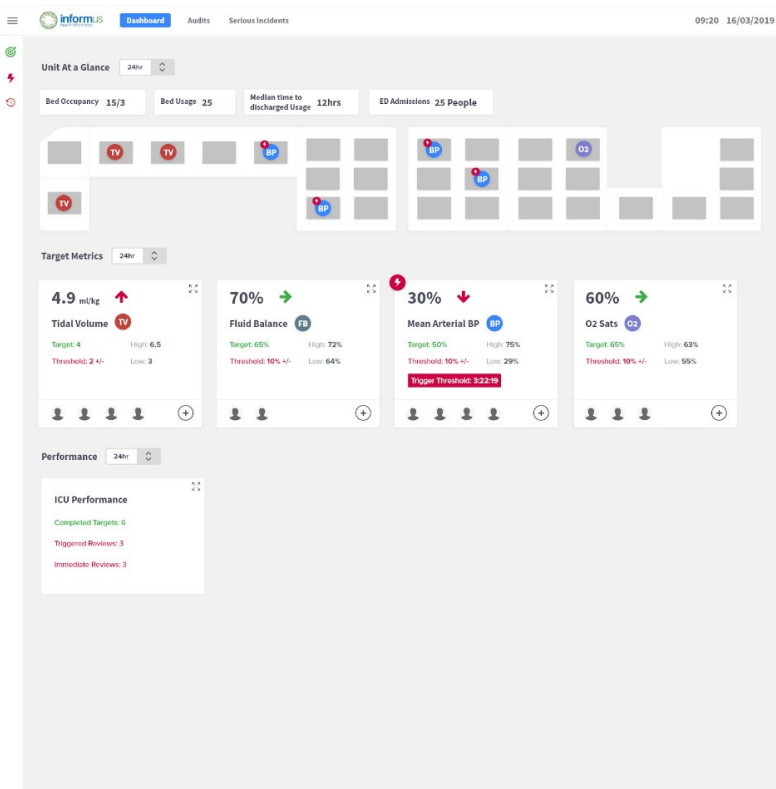 informus
Dashboard
Audits
Serious Incidents
09:20 16/03/2019
Unit At a Glance
24hr
Bed Occupancy 15/3
Bed Usage 25
Median time to
discharged Usage 12hrs
ED Admissions 25 People
TV
TV
BP
BP
O2
BP
TV
BP
Target Metrics
24hr
4.9 ml/kg
Tidal Volume TV
Target: 4 High: 6.5
Threshold: 2 +/- Low: 3
70%
Fluid Balance FB
Target: 65% High: 72%
Threshold: 10% +/- Low: 64%
30%
Mean Arterial BP BP
Target: 50% High: 75%
Threshold: 10% +/- Low: 29%
Trigger Threshold: 3:22:19
60%
O2 Sats O2
Target: 65% High: 63%
Threshold: 10% +/- Low: 55%
Performance
24hr
ICU Performance
Completed Targets: 6
Triggered Reviews: 3
Immediate Reviews: 3